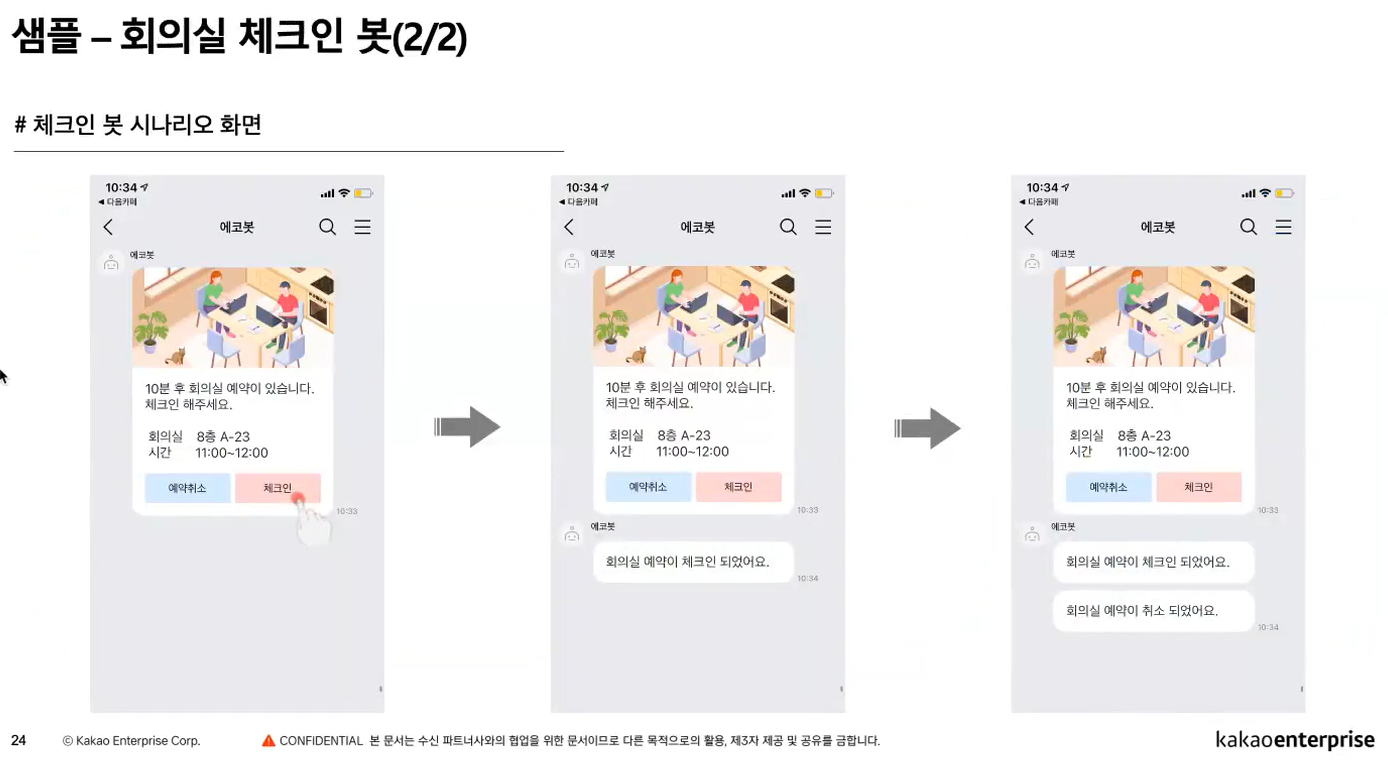 샘플 – 회의실 체크인 봇(2/2)
# 체크인 봇 시나리오 화면
10:34
◀ 다음카페
에코봇
에코봇
10분 후 회의실 예약이 있습니다.
체크인 해주세요.
회의실 8층 A-23
시간 11:00~12:00
예약취소 체크인
10:33
10:34
◀ 다음카페
에코봇
에코봇
10분 후 회의실 예약이 있습니다.
체크인 해주세요.
회의실 8층 A-23
시간 11:00~12:00
예약취소 체크인
10:33
에코봇
회의실 예약이 체크인 되었어요.
10:34
10:34
◀ 다음카페
에코봇
에코봇
10분 후 회의실 예약이 있습니다.
체크인 해주세요.
회의실 8층 A-23
시간 11:00~12:00
예약취소 체크인
10:33
에코봇
회의실 예약이 체크인 되었어요.
회의실 예약이 취소 되었어요.
10:34
24 © Kakao Enterprise Corp. CONFIDENTIAL 본 문서는 수신 파트너사와의 협업을 위한 문서이므로 다른 목적으로의 활용, 제3자 제공 및 공유를 금합니다. kakaoenterprise